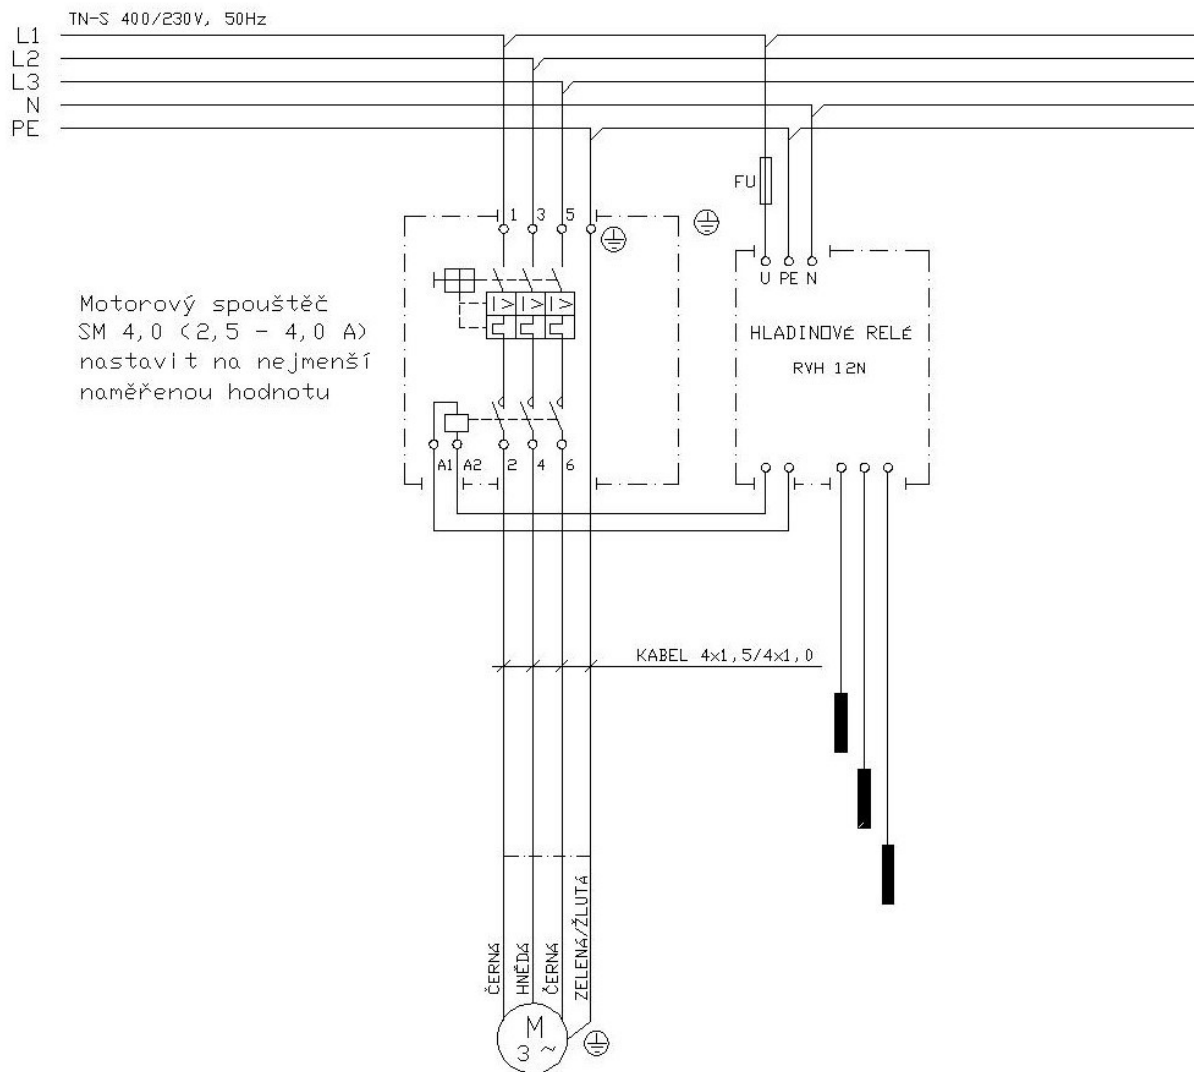 TN-S 400/230V, 50Hz
L1
L2
L3
N
PE
FU
1 3 5
U PE N
Motorový spouštěč
SM 4,0 (2,5 - 4,0 A)
nastavit na nejmenší
naměřenou hodnotu
I> I> I>
HLADINOVÉ RELÉ
RVH 12N
A1 A2 2 4 6
KABEL 4x1,5/4x1,0
ČERNÁ
HNĚDÁ
ČERNÁ
ZELENÁ/ŽLUTÁ
M
3 ~